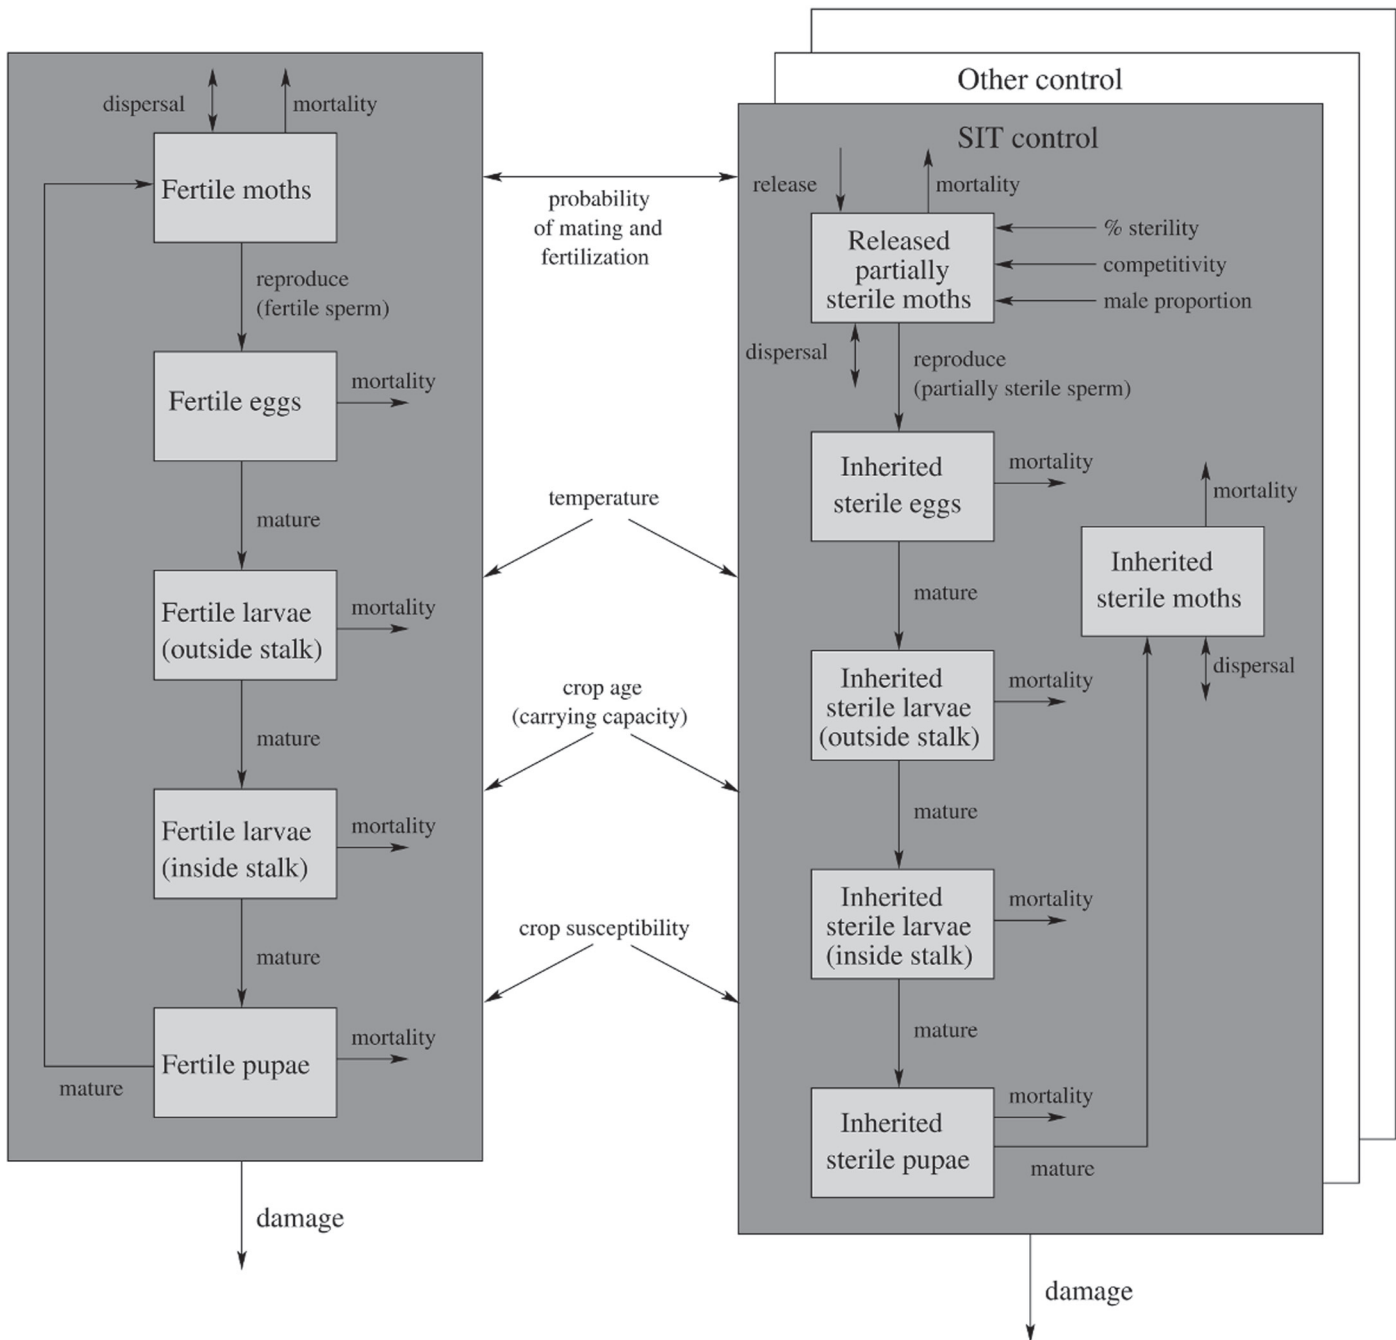 dispersal
mortality
Fertile moths
reproduce
(fertile sperm)
Fertile eggs
mortality
mature
Fertile larvae
(outside stalk)
mortality
mature
Fertile larvae
(inside stalk)
mortality
mature
Fertile pupae
mortality
mature
damage
probability
of mating and
fertilization
temperature
crop age
(carrying capacity)
crop susceptibility
Other control
SIT control
release
mortality
Released
partially
sterile moths
% sterility
competitivity
male proportion
dispersal
reproduce
(partially sterile sperm)
Inherited
sterile eggs
mortality
mature
Inherited
sterile larvae
(outside stalk)
mortality
mature
Inherited
sterile larvae
(inside stalk)
mortality
mature
Inherited
sterile pupae
mortality
mature
mortality
Inherited
sterile moths
dispersal
damage